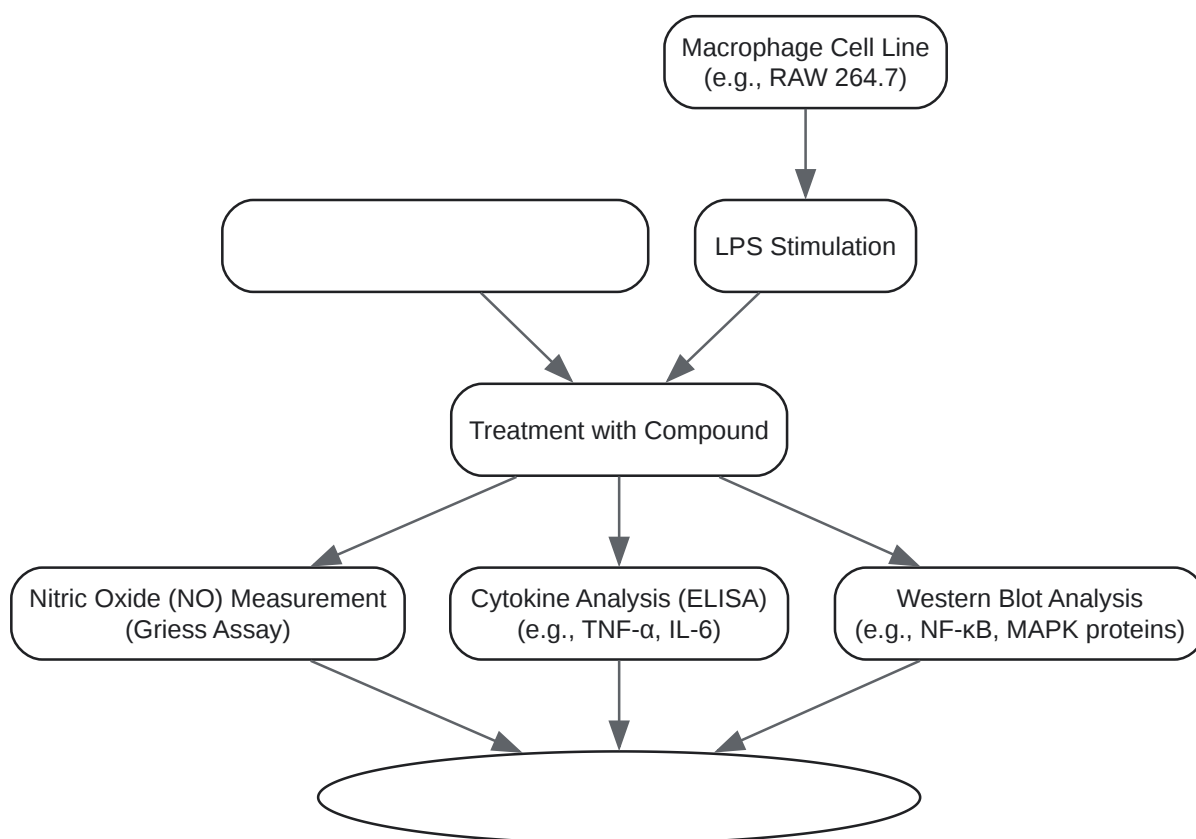 Macrophage Cell Line
(e.g., RAW 264.7)
LPS Stimulation
Treatment with Compound
Nitric Oxide (NO) Measurement
(Griess Assay)
Cytokine Analysis (ELISA)
(e.g., TNF-α, IL-6)
Western Blot Analysis
(e.g., NF-κB, MAPK proteins)